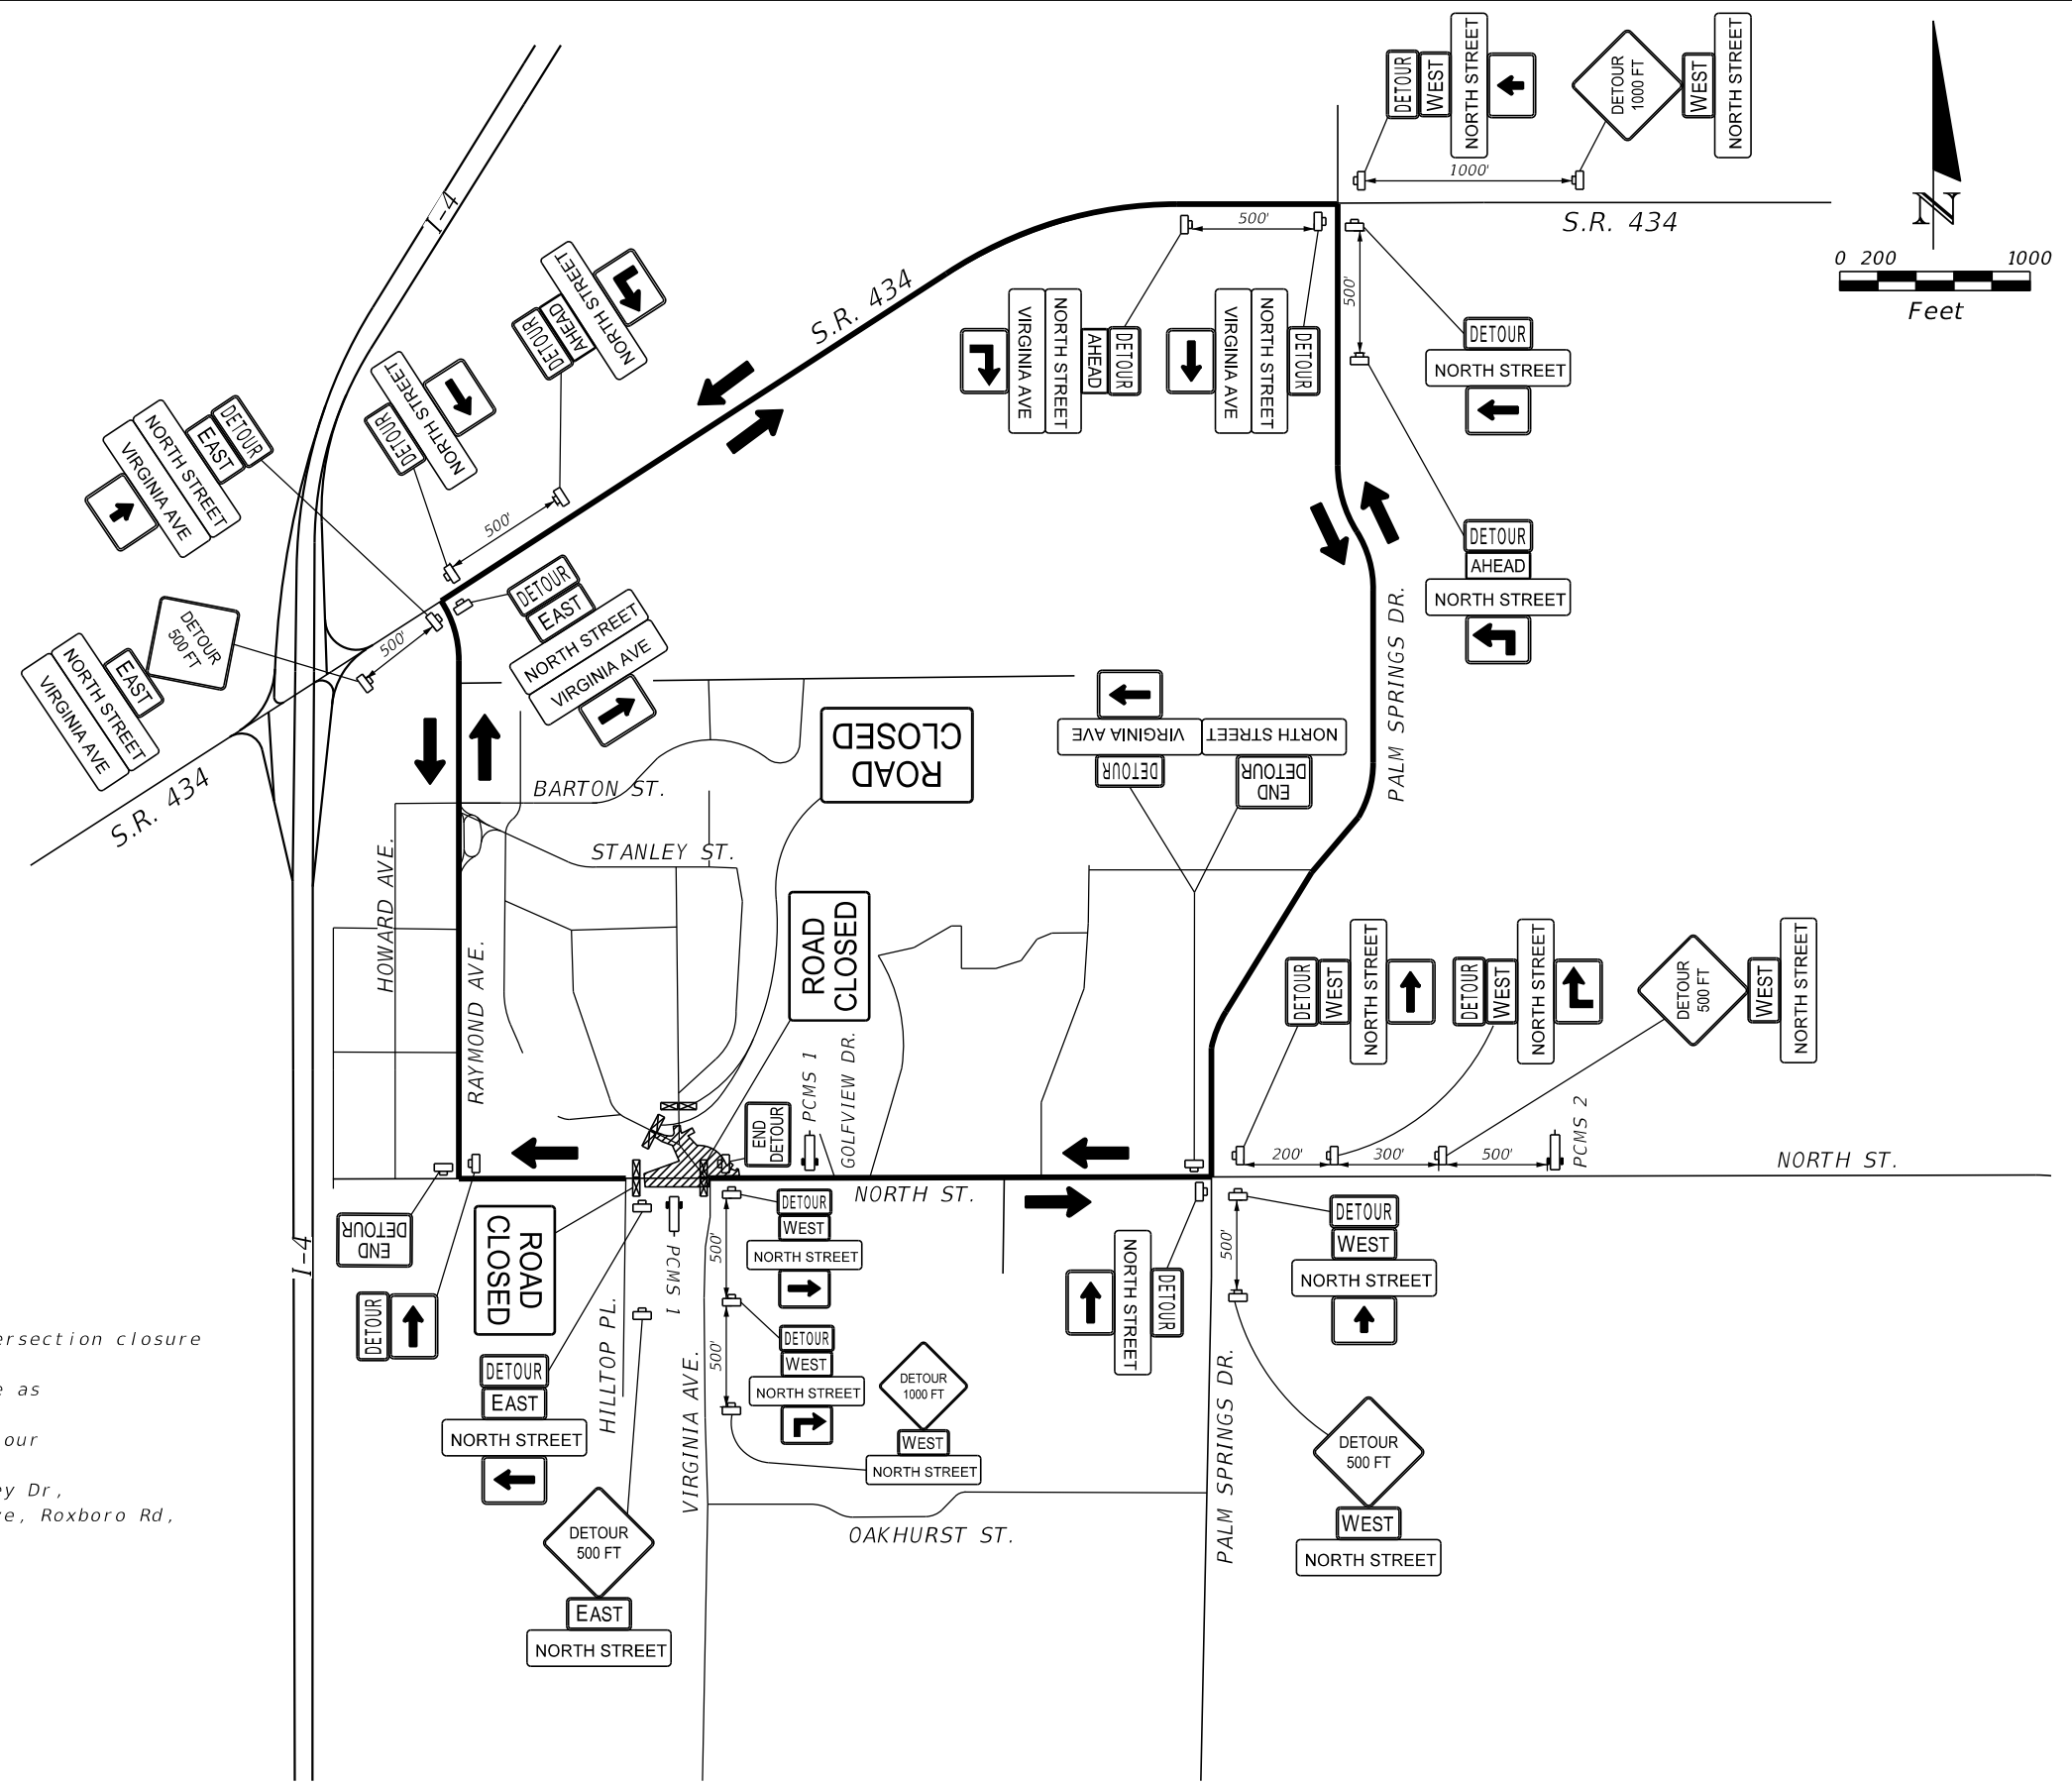 DETOUR
WEST
NORTH STREET
DETOUR
1000 FT
WEST
NORTH STREET
1000'
S.R. 434
N
0 200 1000
Feet
I-4
DETOUR
AHEAD
NORTH STREET
DETOUR
NORTH STREET
500'
S.R. 434
500'
DETOUR
AHEAD
NORTH STREET
VIRGINIA AVE
DETOUR
NORTH STREET
VIRGINIA AVE
500'
DETOUR
NORTH STREET
DETOUR
AHEAD
NORTH STREET
DETOUR
EAST
NORTH STREET
VIRGINIA AVE
DETOUR
500 FT
EAST
NORTH STREET
VIRGINIA AVE
500'
DETOUR
EAST
NORTH STREET
VIRGINIA AVE
S.R. 434
PALM SPRINGS DR.
ROAD
CLOSED
DETOUR
VIRGINIA AVE
END
DETOUR
NORTH STREET
BARTON ST.
STANLEY ST.
HOWARD AVE.
RAYMOND AVE.
ROAD
CLOSED
DETOUR
WEST
NORTH STREET
DETOUR
WEST
NORTH STREET
DETOUR
500 FT
WEST
NORTH STREET
END
DETOUR
PCMS 1
GOLFVIEW DR.
200'
300'
500'
PCMS 2
NORTH ST.
NORTH ST.
END
DETOUR
DETOUR
ROAD
CLOSED
I-4
PCMS 1
500'
DETOUR
WEST
NORTH STREET
500'
DETOUR
WEST
NORTH STREET
DETOUR
1000 FT
WEST
NORTH STREET
DETOUR
NORTH STREET
500'
DETOUR
WEST
NORTH STREET
DETOUR
500 FT
WEST
NORTH STREET
DETOUR
EAST
NORTH STREET
HILLTOP PL.
VIRGINIA AVE.
PALM SPRINGS DR.
DETOUR
500 FT
EAST
NORTH STREET
OAKHURST ST.
ersection closure
as
our
y Dr,
e, Roxboro Rd,